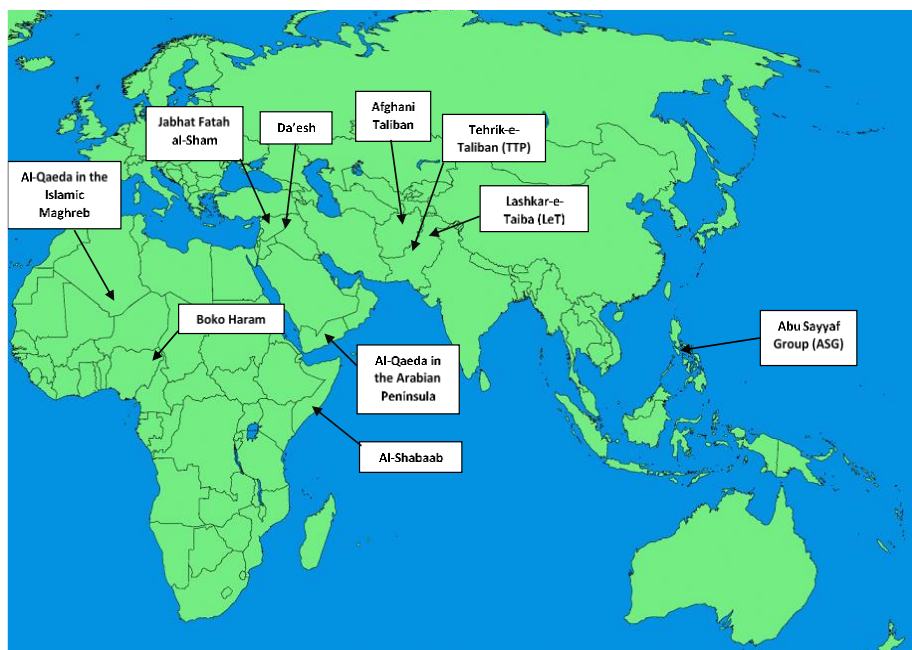 Jabhat Fatah
al-Sham
Da'esh
Afghani
Taliban
Tehrik-e-
Taliban (TTP)
Al-Qaeda in the
Islamic
Maghreb
Lashkar-e-
Taiba (LeT)
Boko Haram
Abu Sayyaf
Group (ASG)
Al-Qaeda in
the Arabian
Peninsula
Al-Shabaab